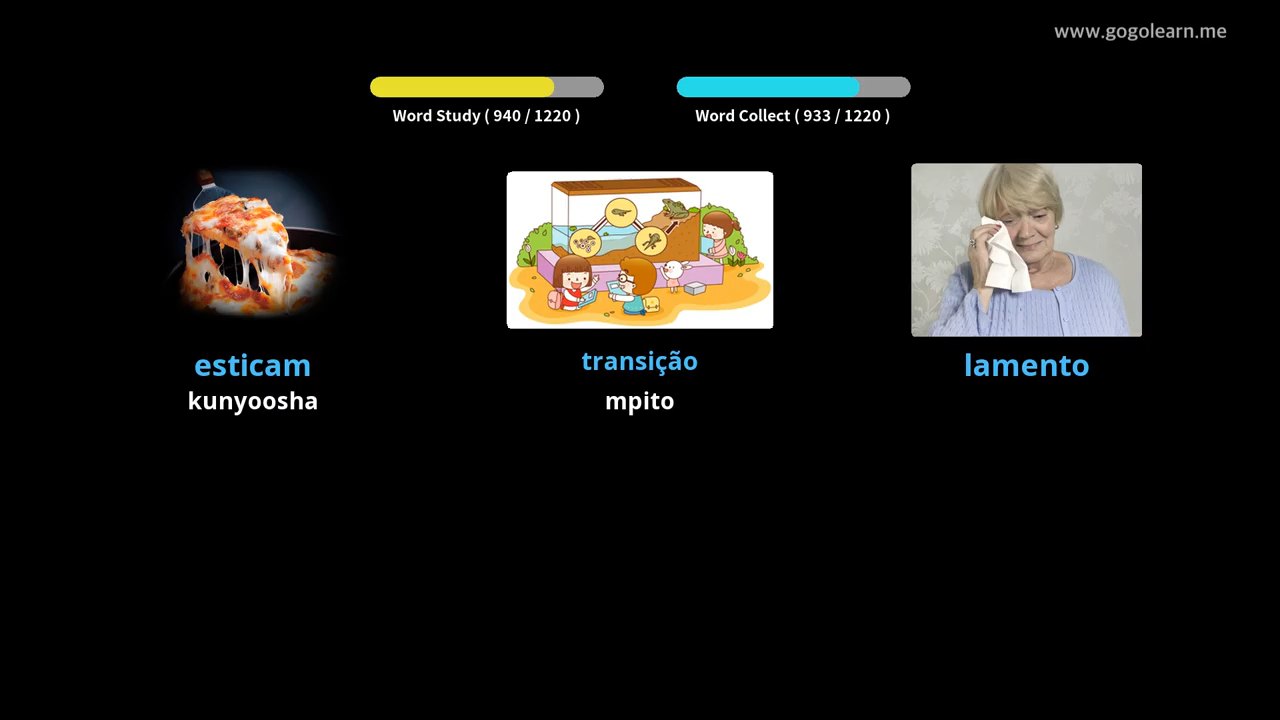 www.gogolearn.me
Word Study ( 940 / 1220 )
Word Collect ( 933 / 1220 )
esticam
kunyoosha
transição
mpito
lamento